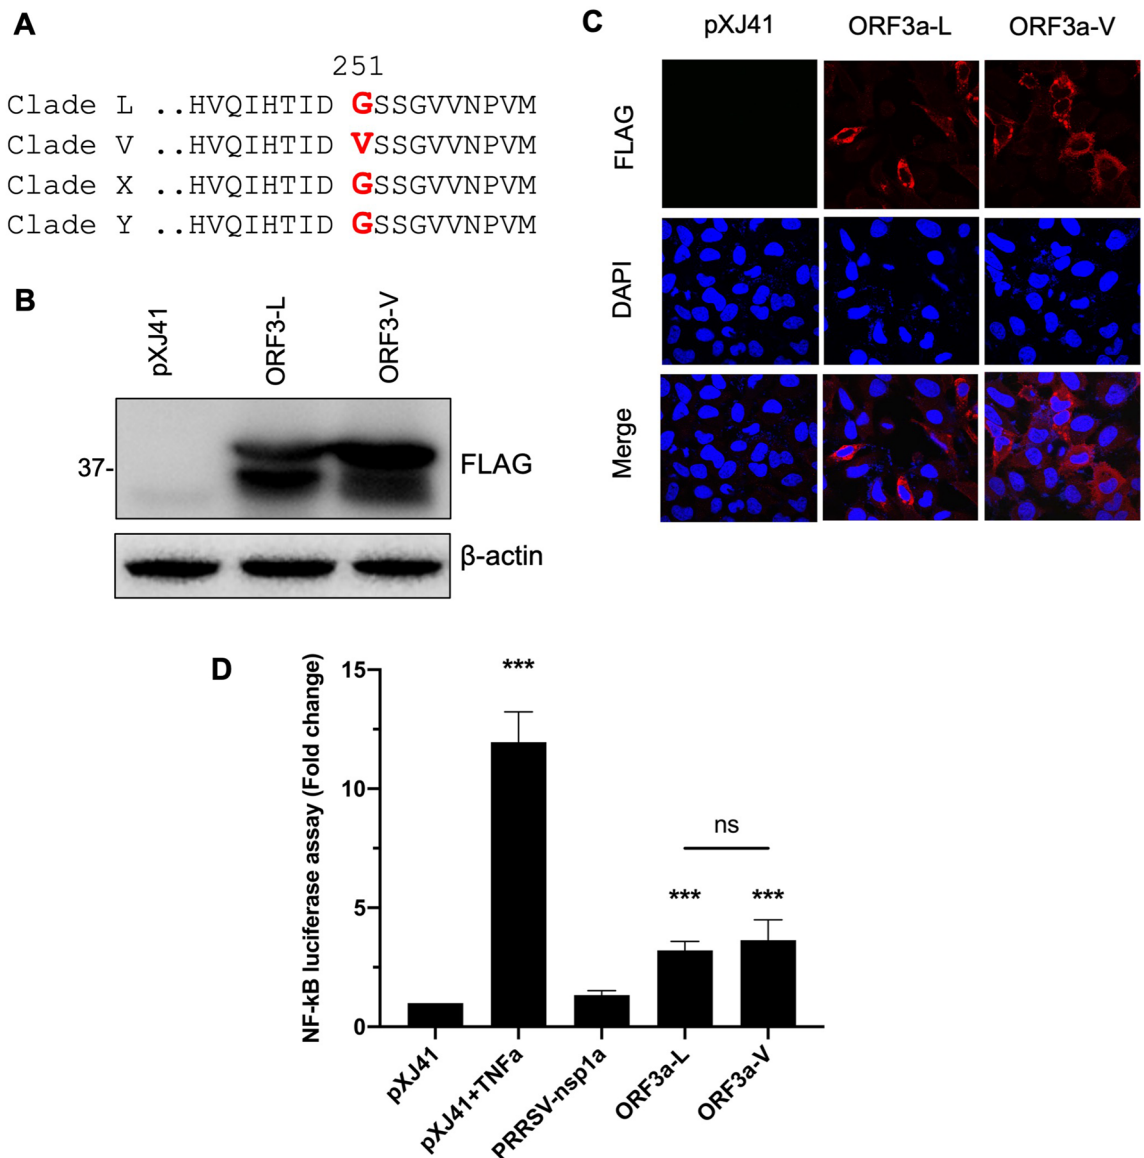 A
251
Clade L ..HVQIHTID GSSGVVNPVM
Clade V ..HVQIHTID VSSGVVNPVM
Clade X ..HVQIHTID GSSGVVNPVM
Clade Y ..HVQIHTID GSSGVVNPVM
B
pXJ41
ORF3-L
ORF3-V
37-
FLAG
β-actin
C
pXJ41
ORF3a-L
ORF3a-V
FLAG
DAPI
Merge
D
NF-kB luciferase assay (Fold change)
15
10
5
0
***
ns
***
***
pXJ41
pXJ41+TNFa
PRRSV-nsp1a
ORF3a-L
ORF3a-V